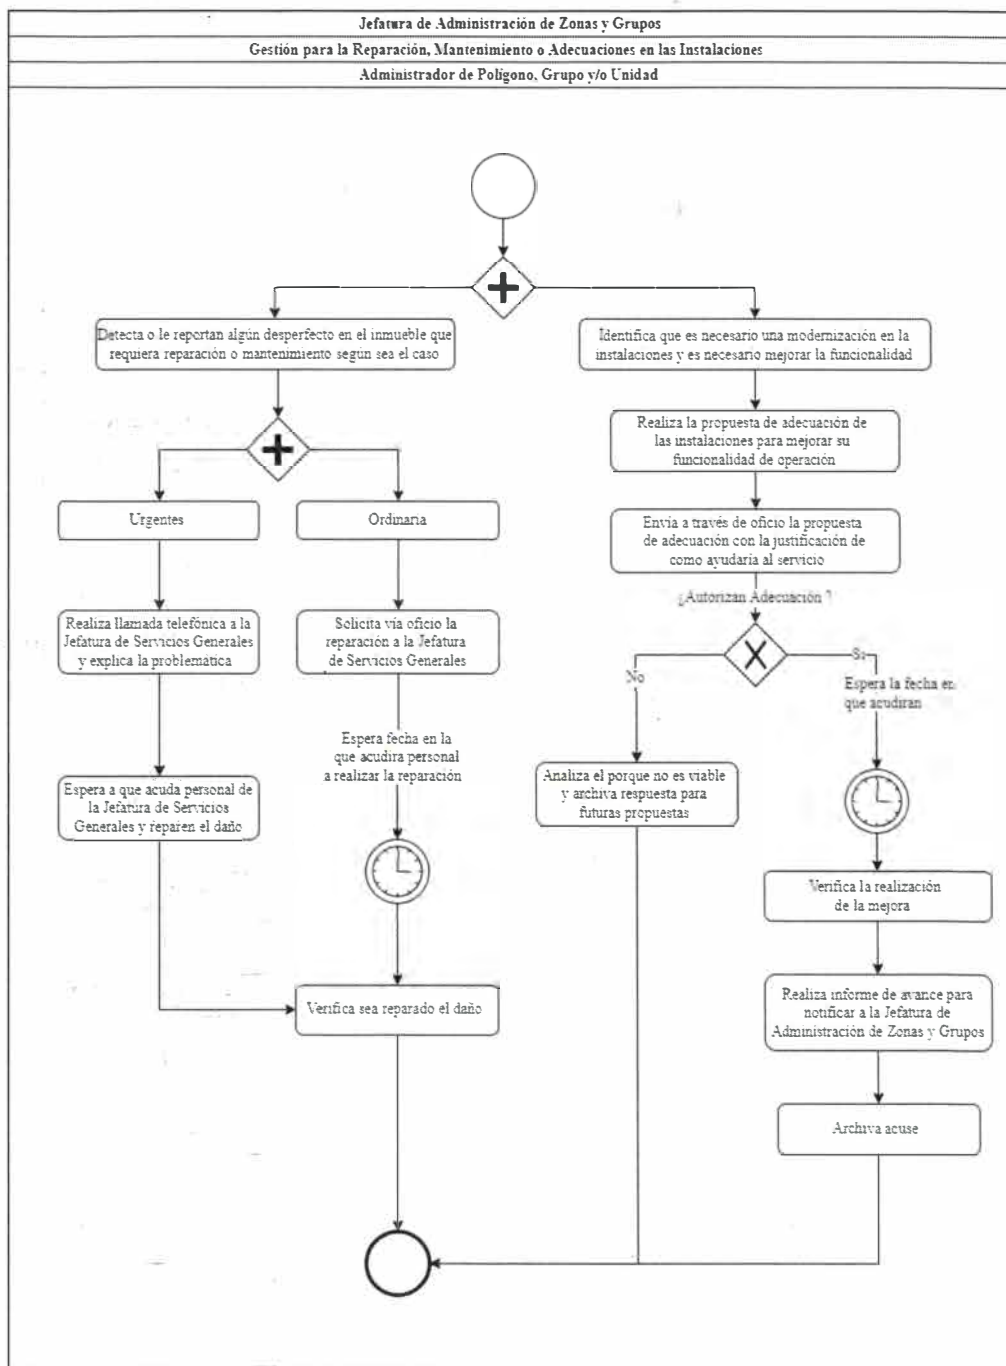 Jefatura de Administración de Zonas y Grupos
Gestión para la Reparación, Mantenimiento o Adecuaciones en las Instalaciones
Administrador de Polígono, Grupo y/o Unidad
Detecta o le reportan algún desperfecto en el inmueble que
requiera reparación o mantenimiento según sea el caso
Identifica que es necesario una modernización en la
instalaciones y es necesario mejorar la funcionalidad
Realiza la propuesta de adecuación de
las instalaciones para mejorar su
funcionalidad de operación
Urgentes
Ordinaria
Envia a través de oficio la propuesta
de adecuación con la justificación de
como ayudaria al servicio
¿Autorizan Adecuación ?
Realiza llamada telefónica a la
Jefatura de Servicios Generales
y explica la problemática
Solicita vía oficio la
reparación a la Jefatura
de Servicios Generales
No
Si
Espera la fecha en
que acudiran
Espera fecha en la
que acudira personal
a realizar la reparación
Espera a que acuda personal de
la Jefatura de Servicios
Generales y reparen el daño
Analiza el porque no es viable
y archiva respuesta para
futuras propuestas
Verifica la realización
de la mejora
Verifica sea reparado el daño
Realiza informe de avance para
notificar a la Jefatura de
Administración de Zonas y Grupos
Archiva acuse